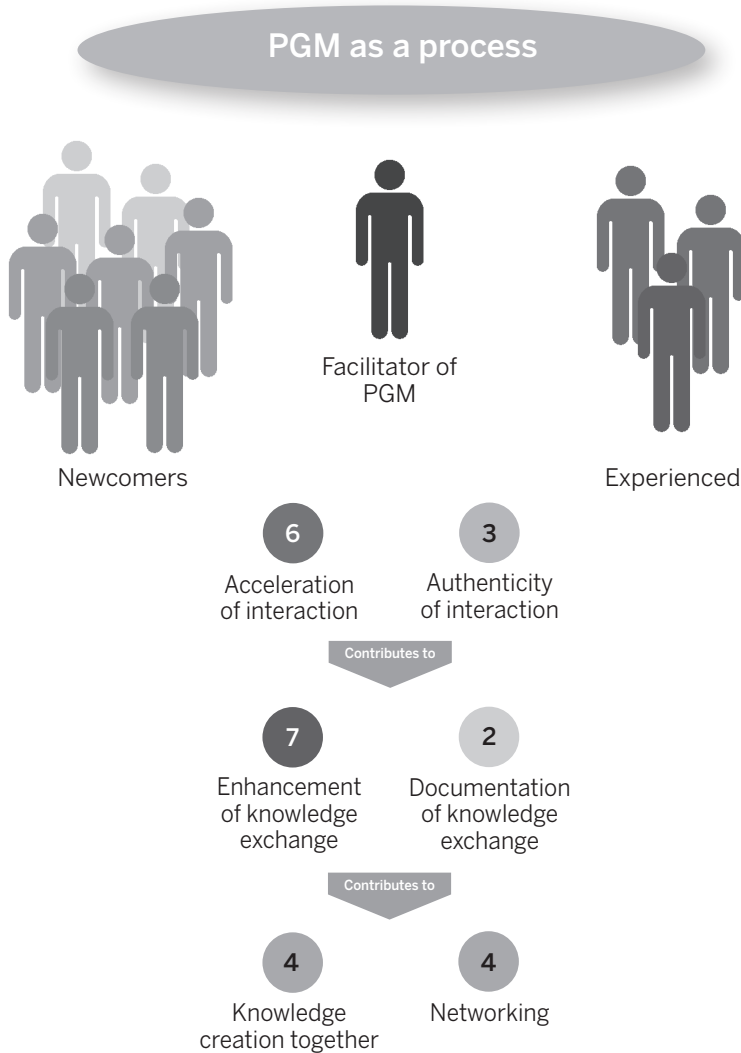 PGM as a process
Facilitator of
PGM
Newcomers
Experienced
6
Acceleration
of interaction
3
Authenticity
of interaction
Contributes to
7
Enhancement
of knowledge
exchange
2
Documentation
of knowledge
exchange
Contributes to
4
Knowledge
creation together
4
Networking